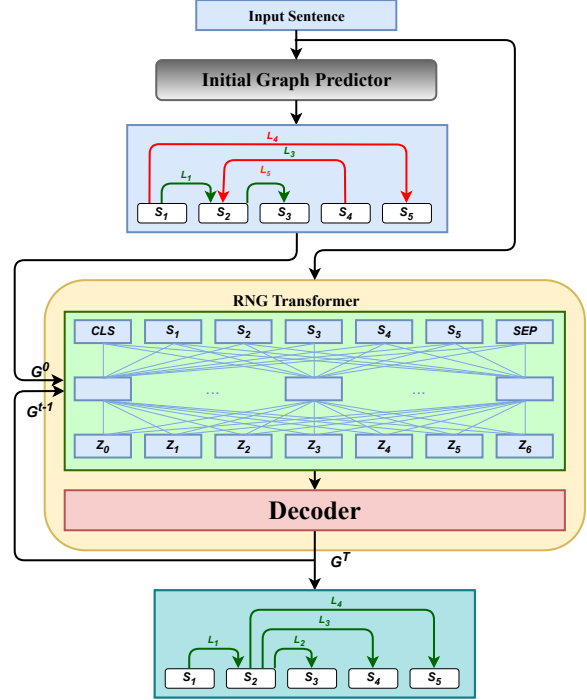 Input Sentence
Initial Graph Predictor
L4
L1 L3
L5
S1 S2 S3 S4 S5
RNG Transformer
CLS S1 S2 S3 S4 S5 SEP
G0
... ...
Gt-1
Z0 Z1 Z2 Z3 Z4 Z5 Z6
Decoder
GT
L4
L3
L1 L2
S1 S2 S3 S4 S5